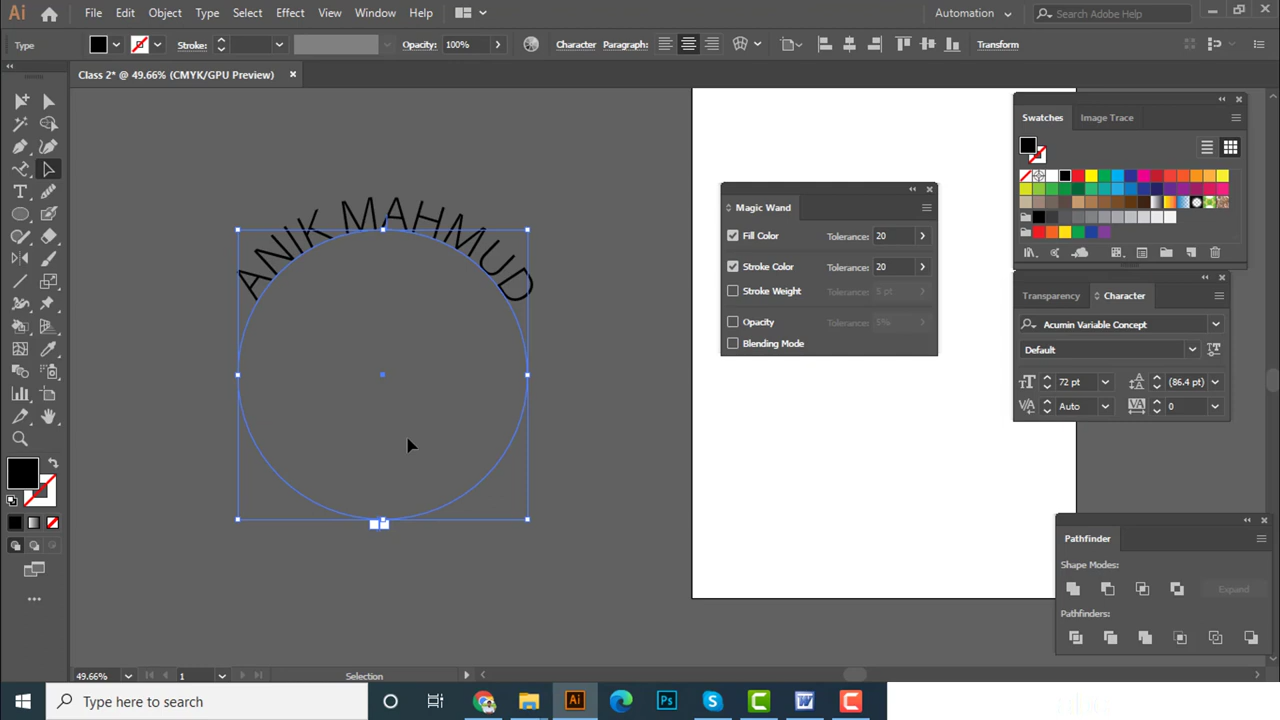 Ai File Edit Object Type Select Effect View Window Help Automation Search Adobe Help
Type Stroke: Opacity: 100% Character Paragraph: Transform
Class 2* @ 49.66% (CMYK/GPU Preview) ×
ANIK MAHMUD
Magic Wand
Fill Color Tolerance: 20
Stroke Color Tolerance: 20
Stroke Weight Tolerance: 5 pt
Opacity Tolerance: 5%
Blending Mode
Swatches Image Trace
Transparency Character
Acumin Variable Concept
Default
72 pt (86.4 pt)
Auto 0
Pathfinder
Shape Modes:
Expand
Pathfinders:
49.66% 1 Selection
Type here to search